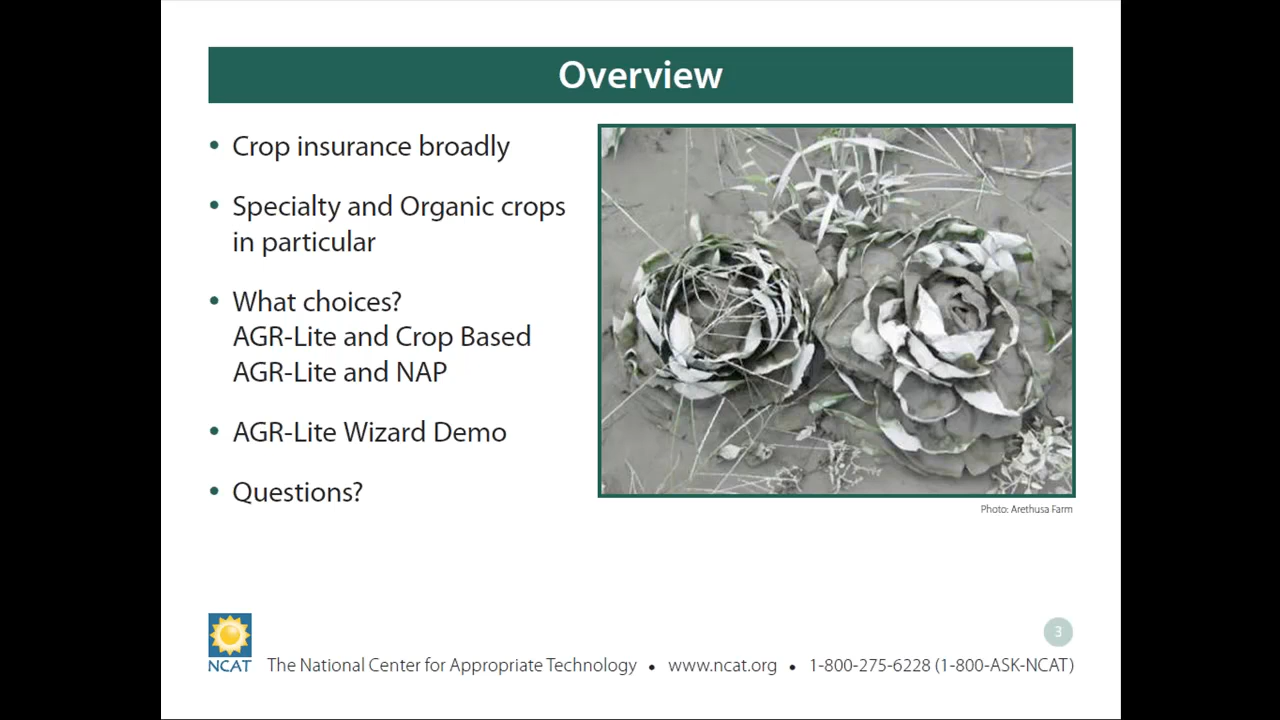 Overview
• Crop insurance broadly
• Specialty and Organic crops
in particular
• What choices?
AGR-Lite and Crop Based
AGR-Lite and NAP
• AGR-Lite Wizard Demo
• Questions?
Photo: Arethusa Farm
3
NCAT
The National Center for Appropriate Technology • www.ncat.org • 1-800-275-6228 (1-800-ASK-NCAT)